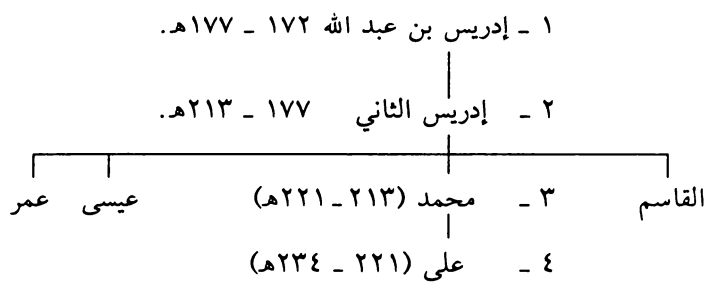 ١ - إدريس بن عبد الله ١٧٢ - ١٧٧هـ.
٢ - إدريس الثاني ١٧٧ - ٢١٣هـ.
القاسم ٣ - محمد (٢١٣ - ٢٢١هـ) عيسى عمر
٤ - على (٢٢١ - ٢٣٤هـ)